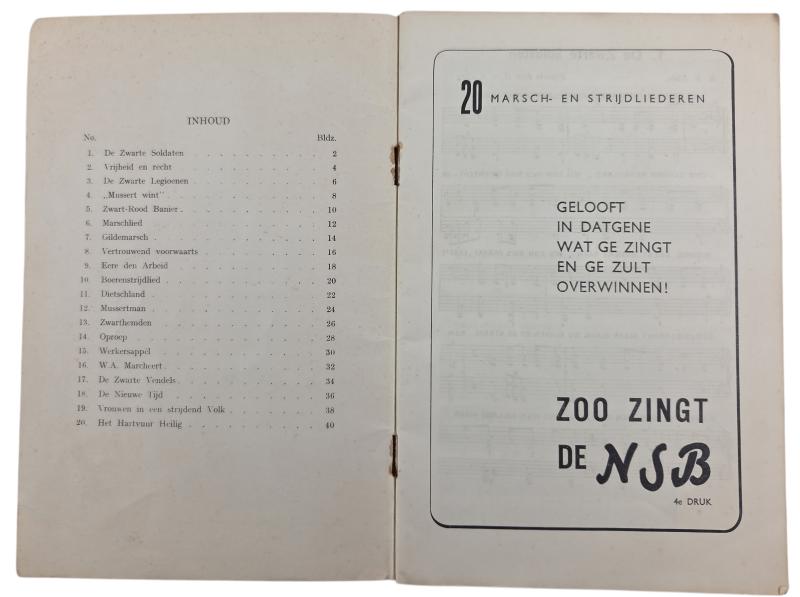 INHOUD
No. Bldz.
1. De Zwarte Soldaten . . . . . . . . . . 2
2. Vrijheid en recht . . . . . . . . . . . 4
3. De Zwarte Legioenen . . . . . . . . . . 6
4. ,,Mussert wint” . . . . . . . . . . . 8
5. Zwart-Rood Banier . . . . . . . . . . . 10
6. Marschlied . . . . . . . . . . . 12
7. Gildemarsch . . . . . . . . . . . 14
8. Vertrouwend voorwaarts . . . . . . . . . 16
9. Eere den Arbeid . . . . . . . . . . 18
10. Boerenstrijdlied . . . . . . . . . . 20
11. Dietschland . . . . . . . . . . . 22
12. Mussertman . . . . . . . . . . . 24
13. Zwarthemden . . . . . . . . . . . 26
14. Oproep . . . . . . . . . . . . 28
15. Werkersappèl . . . . . . . . . . . 30
16. W.A. Marcheert . . . . . . . . . . 32
17. De Zwarte Vendels . . . . . . . . . . 34
18. De Nieuwe Tijd . . . . . . . . . . 36
19. Vrouwen in een strijdend Volk . . . . . . . 38
20. Het Hartvuur Heilig . . . . . . . . . 40
20 MARSCH- EN STRIJDLIEDEREN
GELOOFT
IN DATGENE
WAT GE ZINGT
EN GE ZULT
OVERWINNEN!
ZOO ZINGT
DE NSB
4e DRUK